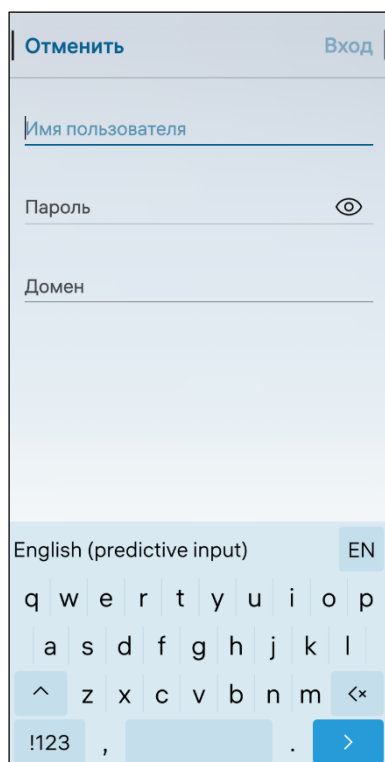 Отменить Вход
Имя пользователя
Пароль
Домен
English (predictive input) EN
q w e r t y u i o p
a s d f g h j k l
z x c v b n m
!123 , .